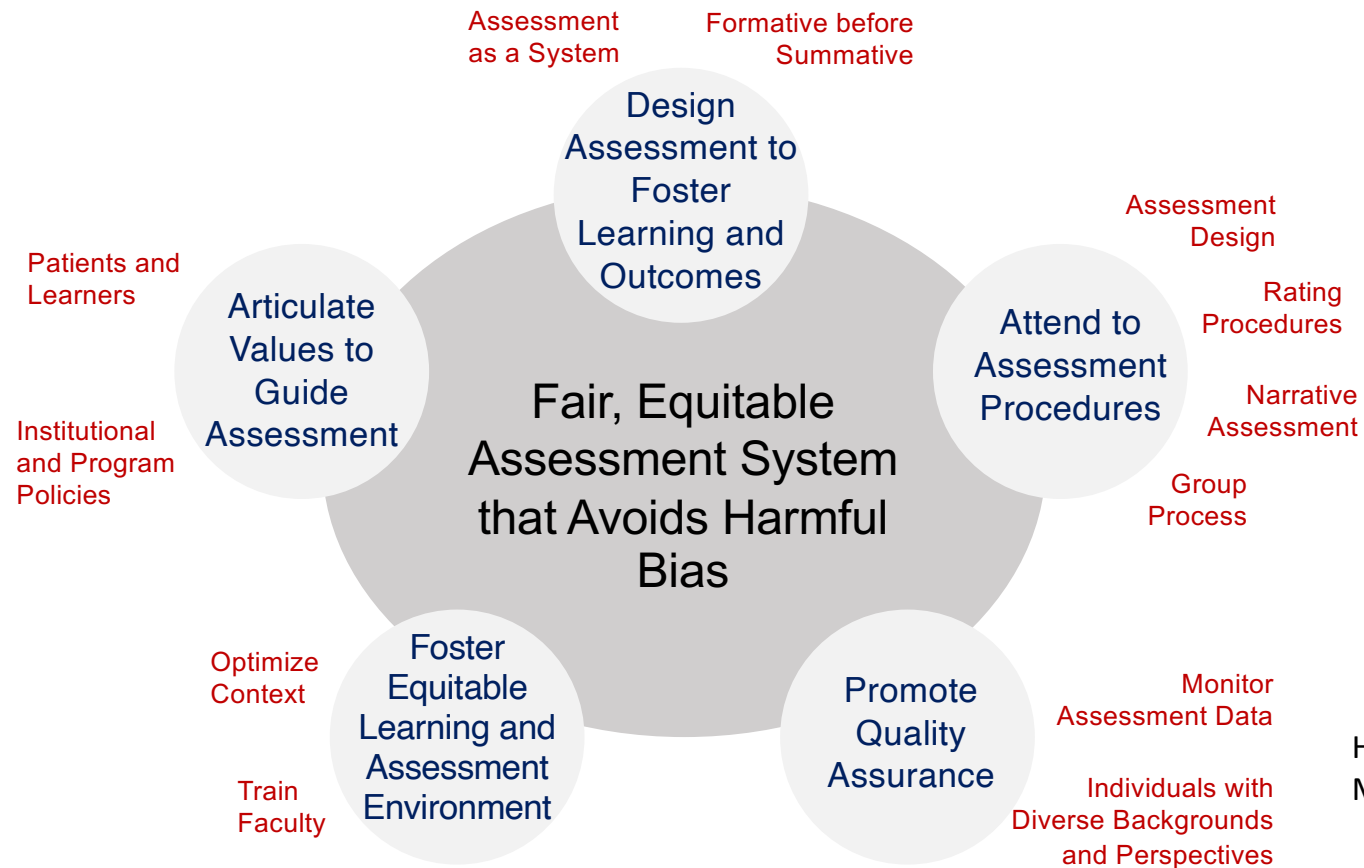 Assessment
as a System
Formative before
Summative
Design
Assessment to
Foster
Learning and
Outcomes
Assessment
Design
Rating
Procedures
Narrative
Assessment
Group
Process
Attend to
Assessment
Procedures
Patients and
Learners
Institutional
and Program
Policies
Articulate
Values to
Guide
Assessment
Fair, Equitable
Assessment System
that Avoids Harmful
Bias
Optimize
Context
Train
Faculty
Foster
Equitable
Learning and
Assessment
Environment
Promote
Quality
Assurance
Monitor
Assessment Data
Individuals with
Diverse Backgrounds
and Perspectives